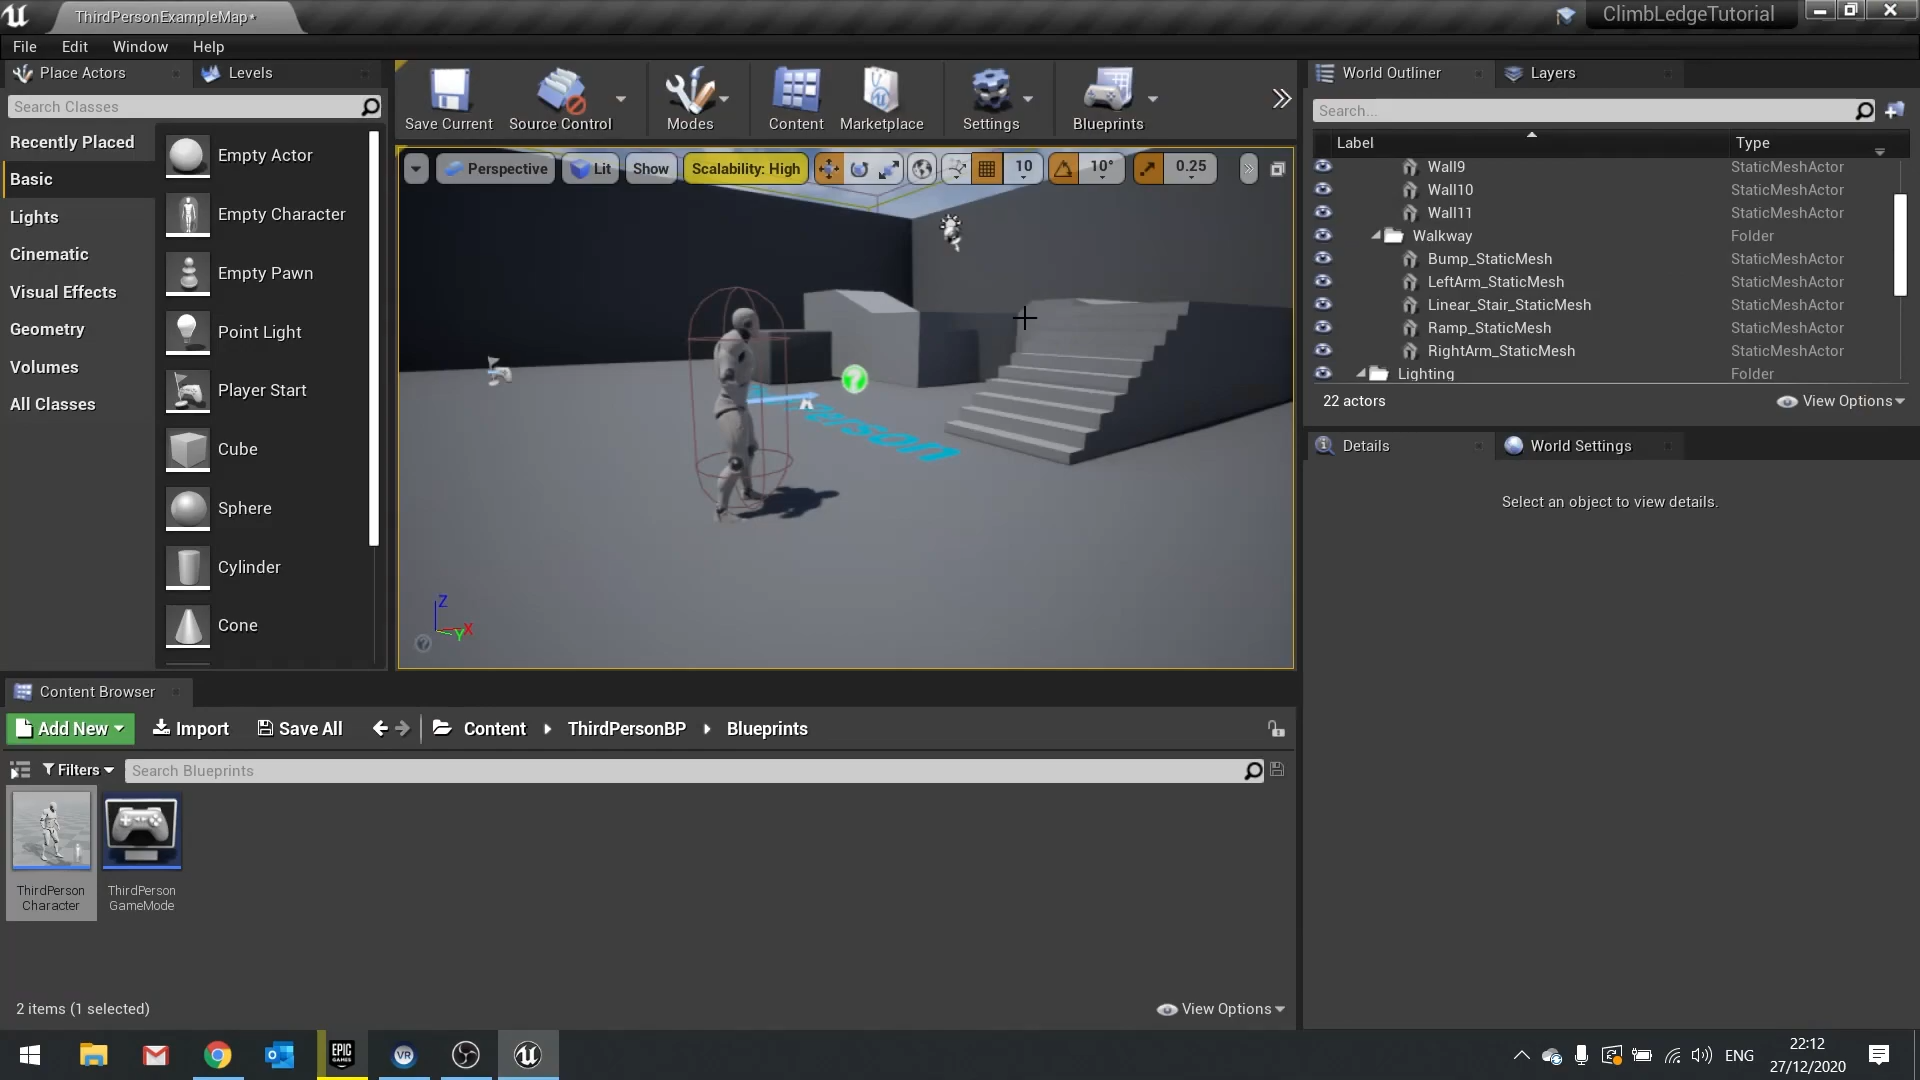 ThirdPersonExampleMap*
ClimbLedgeTutorial
File Edit Window Help
Place Actors
Levels
Search Classes
Recently Placed
Basic
Lights
Cinematic
Visual Effects
Geometry
Volumes
All Classes
Empty Actor
Empty Character
Empty Pawn
Point Light
Player Start
Cube
Sphere
Cylinder
Cone
Save Current
Source Control
Modes
Content
Marketplace
Settings
Blueprints
Perspective
Lit
Show
Scalability: High
10
10°
0.25
Z
Y
X
World Outliner
Layers
Search...
Label Type
Wall9 StaticMeshActor
Wall10 StaticMeshActor
Wall11 StaticMeshActor
Walkway Folder
Bump_StaticMesh StaticMeshActor
LeftArm_StaticMesh StaticMeshActor
Linear_Stair_StaticMesh StaticMeshActor
Ramp_StaticMesh StaticMeshActor
RightArm_StaticMesh StaticMeshActor
Lighting Folder
22 actors
View Options
Details
World Settings
Select an object to view details.
Content Browser
Add New
Import
Save All
Content
ThirdPersonBP
Blueprints
Filters
Search Blueprints
ThirdPerson
Character
ThirdPerson
GameMode
2 items (1 selected)
View Options
EPIC
GAMES
VR
ENG
22:12
27/12/2020